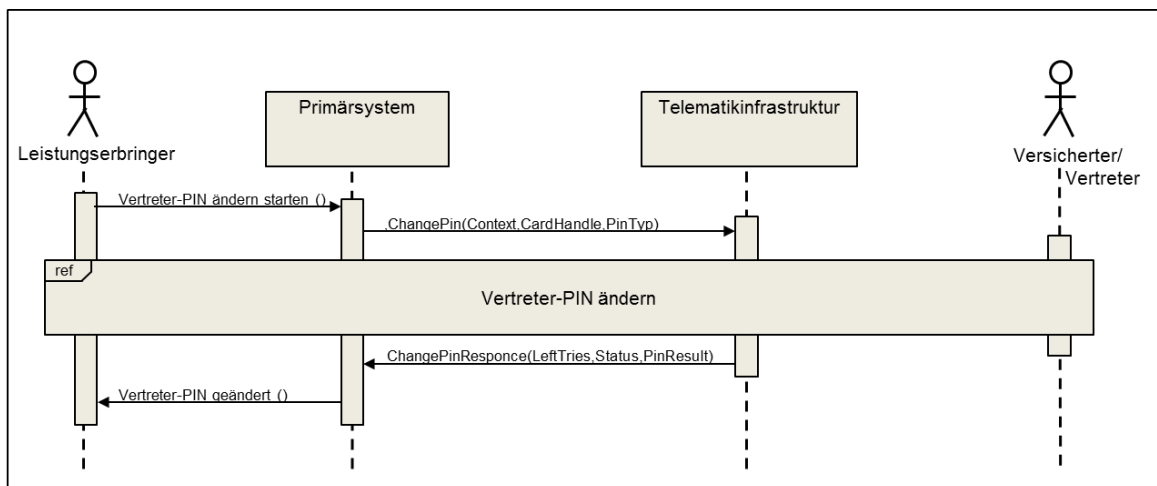 Primärsystem
Telematikinfrastruktur
Leistungserbringer
Versicherter/
Vertreter
Vertreter-PIN ändern starten ()
,ChangePin(Context,CardHandle,PinTyp)
ref
Vertreter-PIN ändern
ChangePinResponce(LeftTries,Status,PinResult)
Vertreter-PIN geändert ()